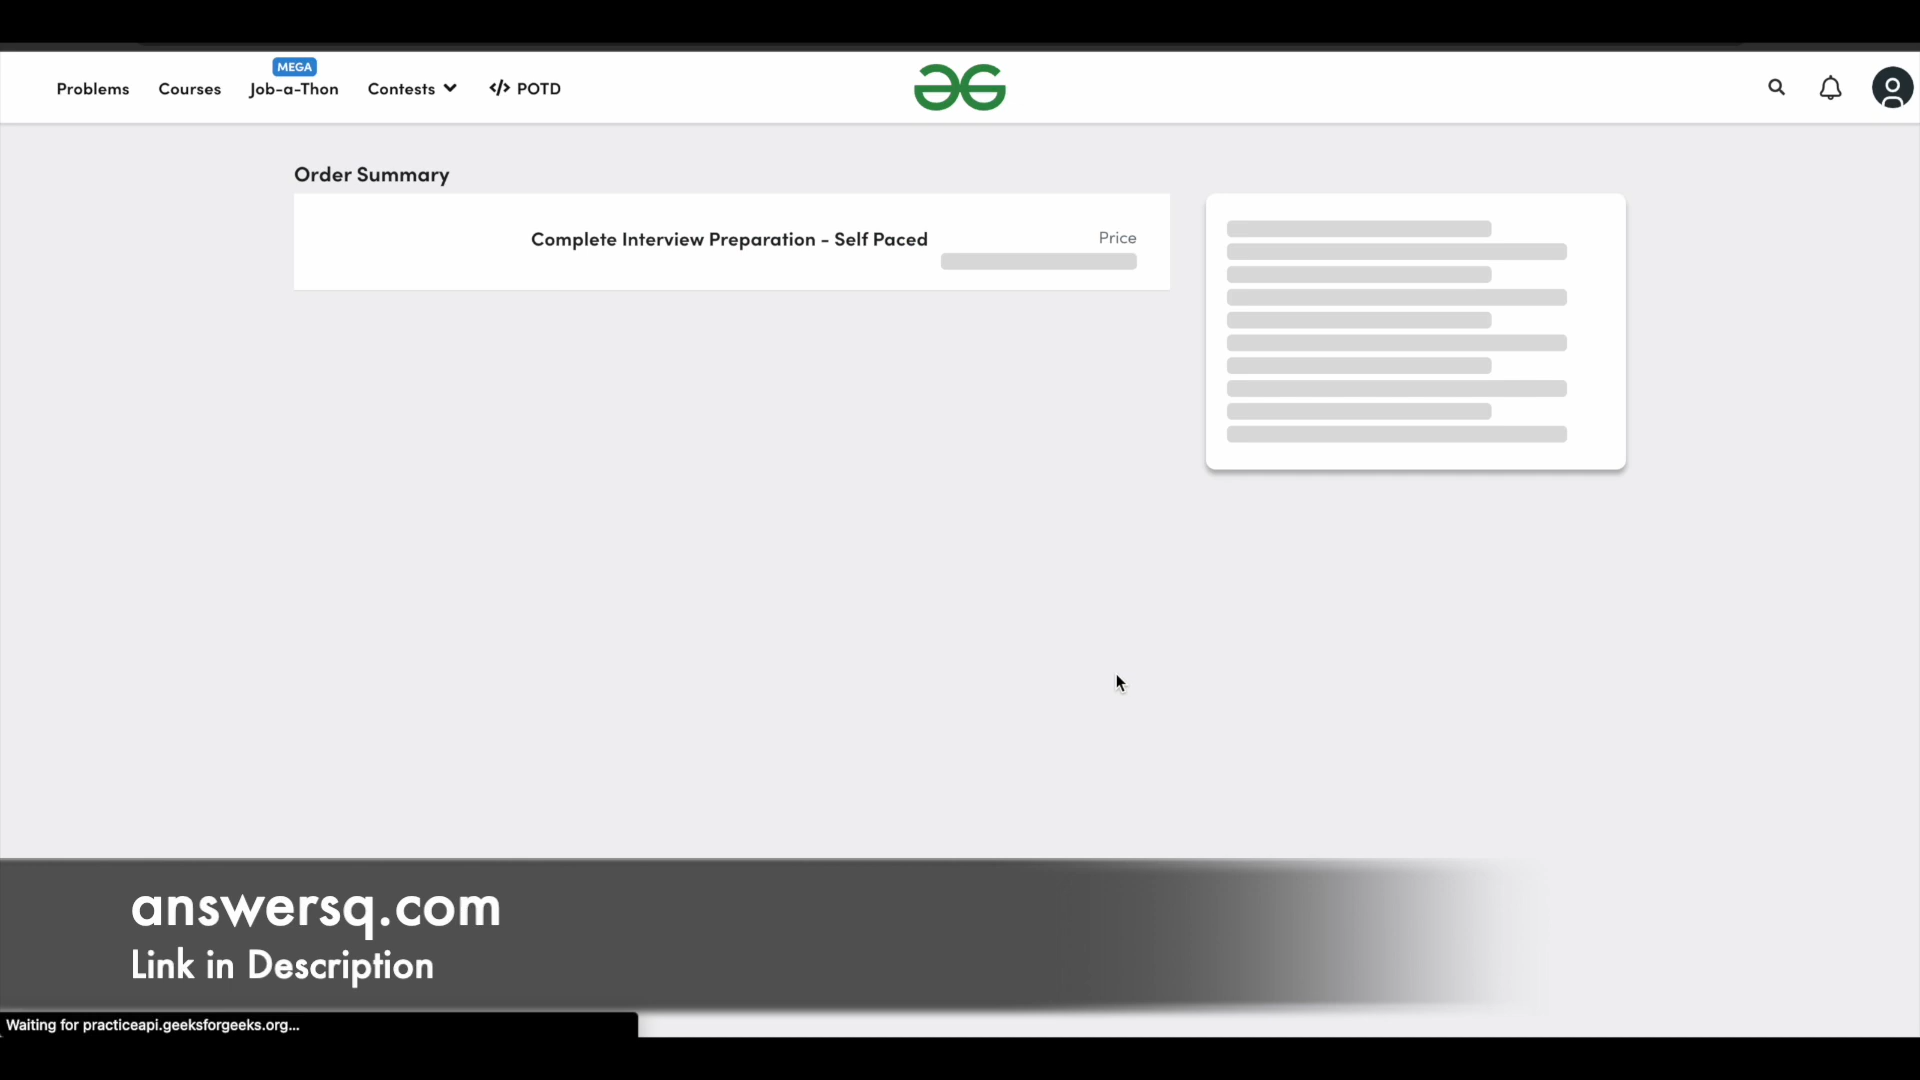 MEGA
Problems Courses Job-a-Thon Contests </> POTD
Order Summary
Complete Interview Preparation - Self Paced Price
answersq.com
Link in Description
Waiting for practiceapi.geeksforgeeks.org...